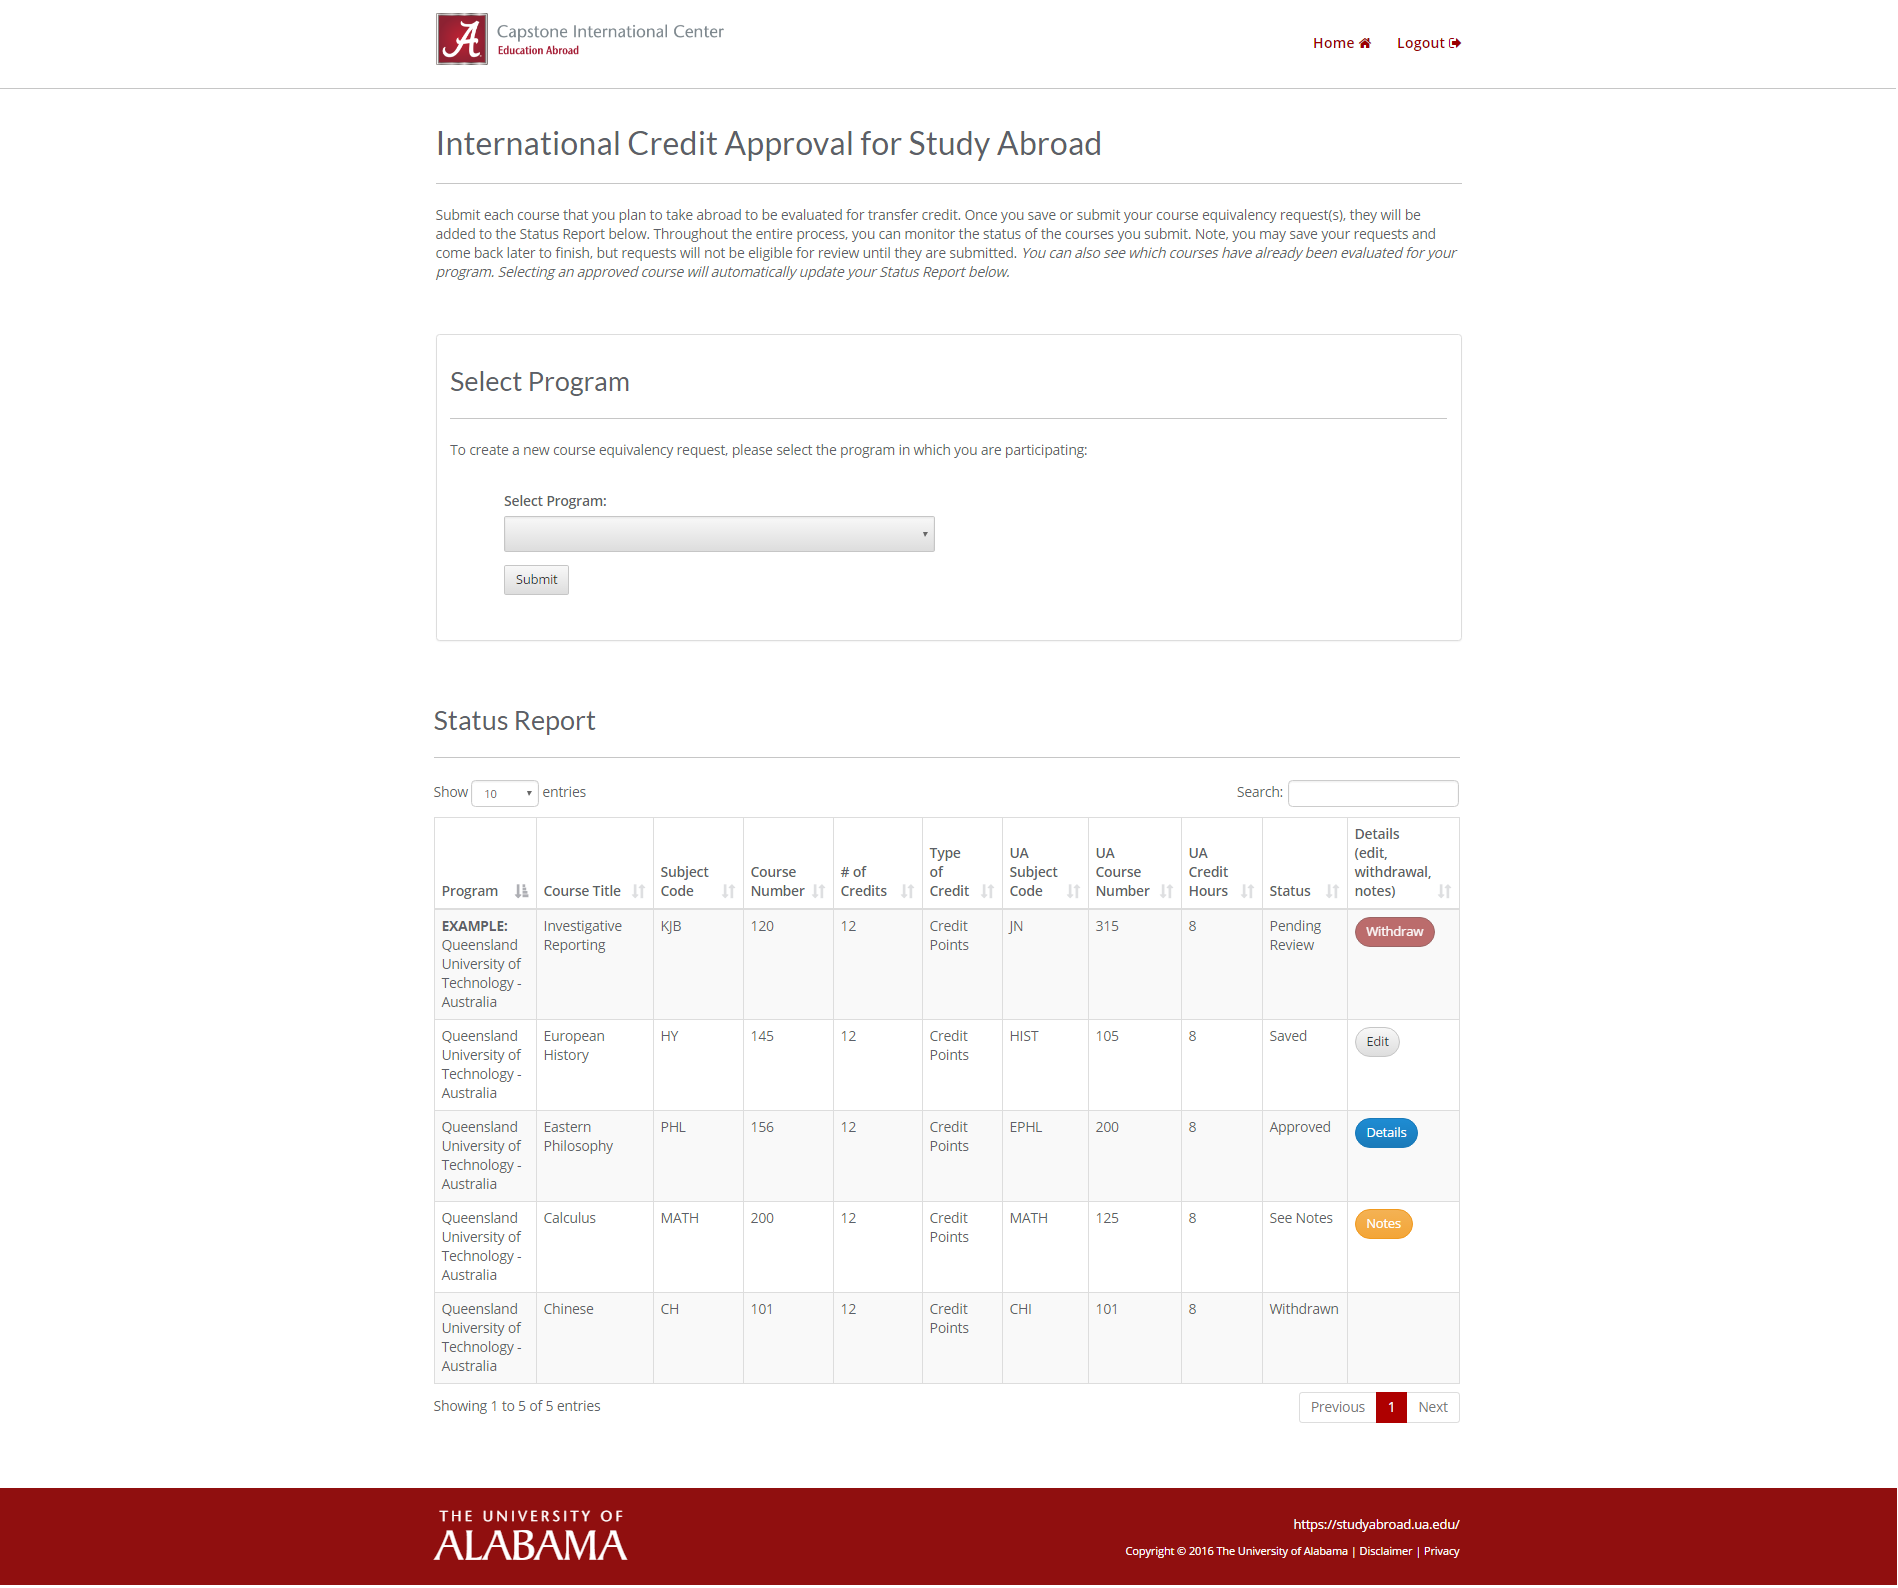 A
Capstone International Center
Education Abroad
Home
Logout
International Credit Approval for Study Abroad
Submit each course that you plan to take abroad to be evaluated for transfer credit. Once you save or submit your course equivalency request(s), they will be
added to the Status Report below. Throughout the entire process, you can monitor the status of the courses you submit. Note, you may save your requests and
come back later to finish, but requests will not be eligible for review until they are submitted. You can also see which courses have already been evaluated for your
program. Selecting an approved course will automatically update your Status Report below.
Select Program
To create a new course equivalency request, please select the program in which you are participating:
Select Program:
Submit
Status Report
Show 10 entries
Search:
Program
Course Title
Subject
Code
Course
Number
# of
Credits
Type
of
Credit
UA
Subject
Code
UA
Course
Number
UA
Credit
Hours
Status
Details
(edit,
withdrawal,
notes)
EXAMPLE:
Queensland
University of
Technology -
Australia
Investigative
Reporting
KJB
120
12
Credit
Points
JN
315
8
Pending
Review
Withdraw
Queensland
University of
Technology -
Australia
European
History
HY
145
12
Credit
Points
HIST
105
8
Saved
Edit
Queensland
University of
Technology -
Australia
Eastern
Philosophy
PHL
156
12
Credit
Points
EPHL
200
8
Approved
Details
Queensland
University of
Technology -
Australia
Calculus
MATH
200
12
Credit
Points
MATH
125
8
See Notes
Notes
Queensland
University of
Technology -
Australia
Chinese
CH
101
12
Credit
Points
CHI
101
8
Withdrawn
Showing 1 to 5 of 5 entries
Previous 1 Next
THE UNIVERSITY OF
ALABAMA
https://studyabroad.ua.edu/
Copyright © 2016 The University of Alabama | Disclaimer | Privacy